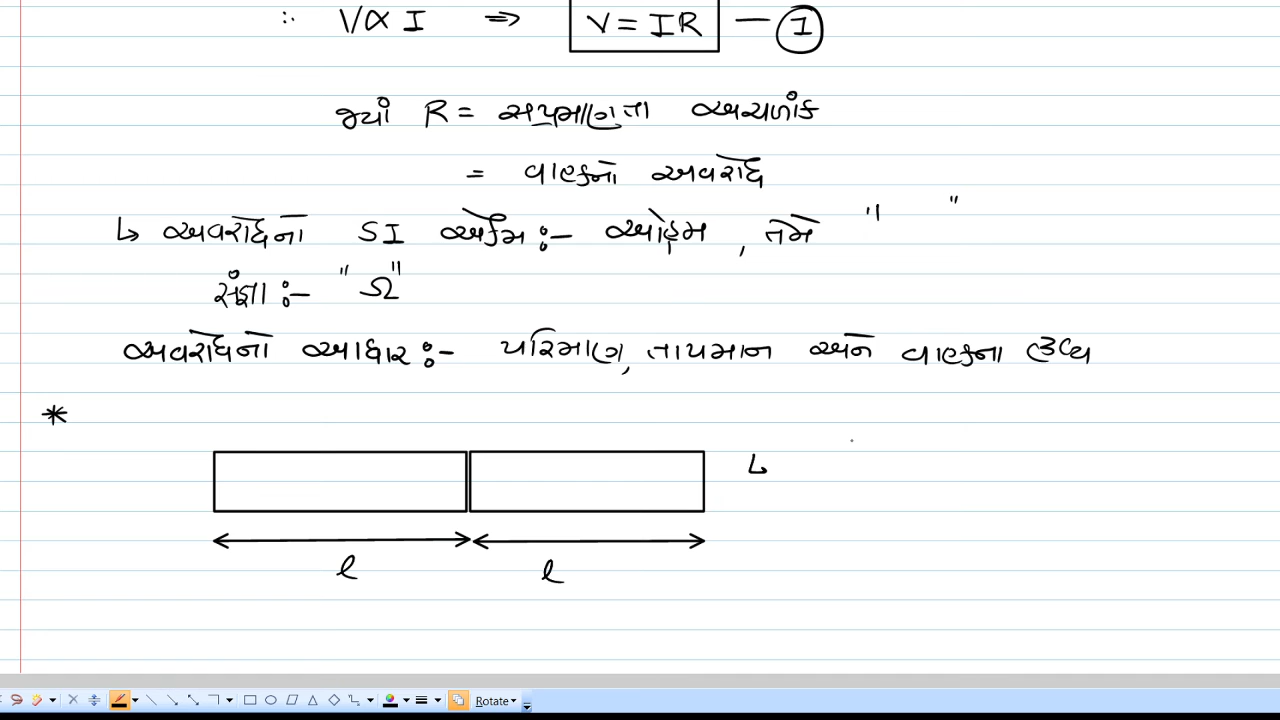 ∴ V∝ I ⇒ V = IR — ①
જ્યાં R = સપ્રમાણતા અચળાંક
= વાહકનો અવરોધ
↳ અવરોધનો SI એકમ :- ઓહ્મ , તેમે " "
સંજ્ઞા :- "Ω"
અવરોધનો આધાર :- પરિમાણ, તાપમાન અને વાહકના દ્રવ્ય
*
↳
l l
Rotate